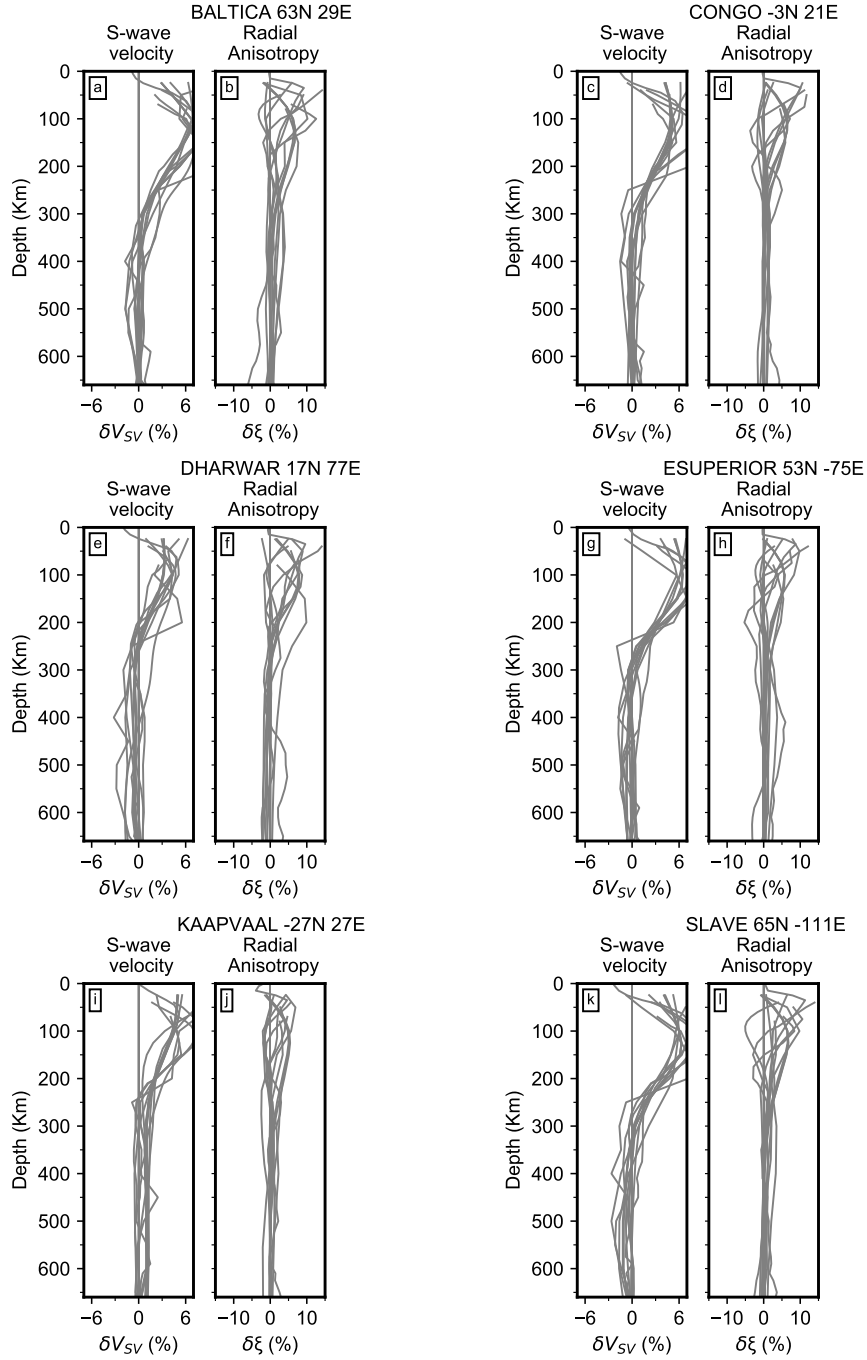 BALTICA 63N 29E
S-wave
velocity
Radial
Anisotropy
a
b
0
100
200
300
400
500
600
Depth (Km)
−6 0 6
−10 0 10
δV_SV (%)
δξ (%)
CONGO -3N 21E
S-wave
velocity
Radial
Anisotropy
c
d
0
100
200
300
400
500
600
Depth (Km)
−6 0 6
−10 0 10
δV_SV (%)
δξ (%)
DHARWAR 17N 77E
S-wave
velocity
Radial
Anisotropy
e
f
0
100
200
300
400
500
600
Depth (Km)
−6 0 6
−10 0 10
δV_SV (%)
δξ (%)
ESUPERIOR 53N -75E
S-wave
velocity
Radial
Anisotropy
g
h
0
100
200
300
400
500
600
Depth (Km)
−6 0 6
−10 0 10
δV_SV (%)
δξ (%)
KAAPVAAL -27N 27E
S-wave
velocity
Radial
Anisotropy
i
j
0
100
200
300
400
500
600
Depth (Km)
−6 0 6
−10 0 10
δV_SV (%)
δξ (%)
SLAVE 65N -111E
S-wave
velocity
Radial
Anisotropy
k
l
0
100
200
300
400
500
600
Depth (Km)
−6 0 6
−10 0 10
δV_SV (%)
δξ (%)